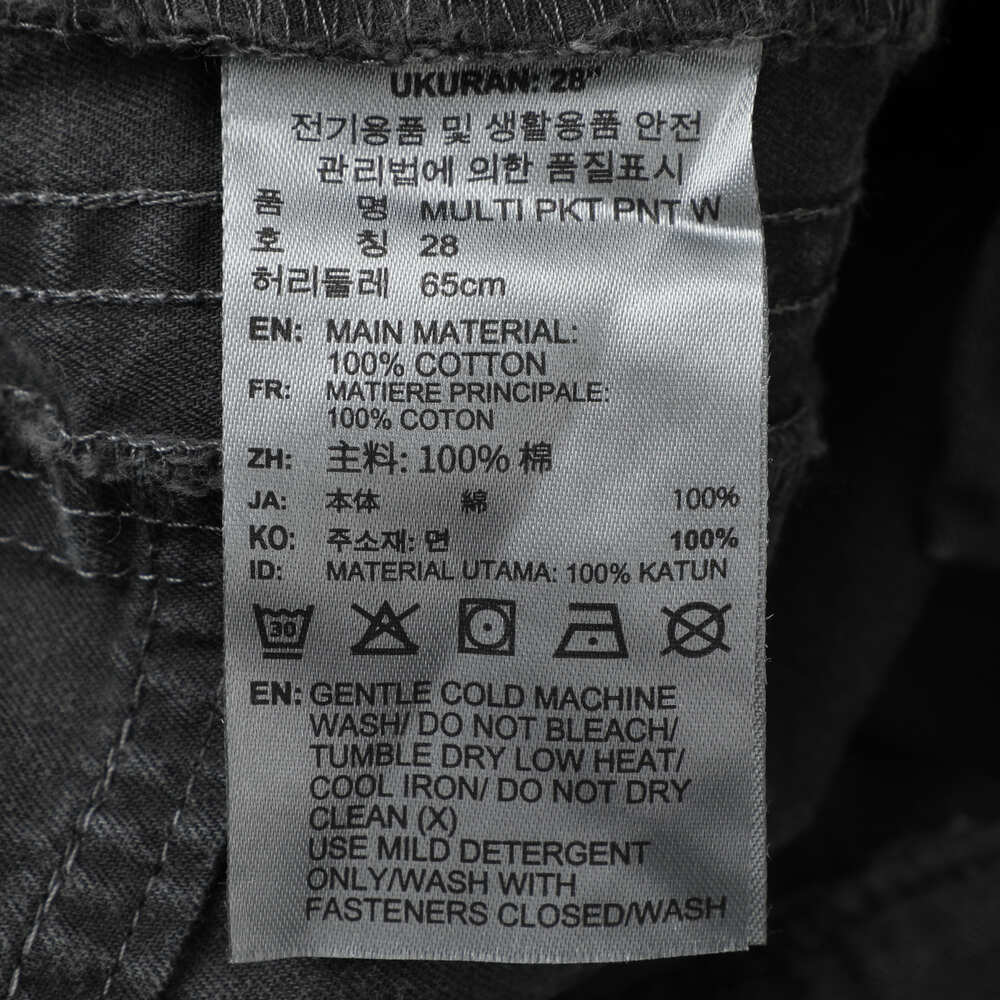 UKURAN: 28"
전기용품 및 생활용품 안전
관리법에 의한 품질표시
품 명 MULTI PKT PNT W
호 칭 28
허리둘레 65cm
EN: MAIN MATERIAL:
100% COTTON
FR: MATIERE PRINCIPALE:
100% COTON
ZH: 主料: 100% 棉
JA: 本体 綿 100%
KO: 주소재: 면 100%
ID: MATERIAL UTAMA: 100% KATUN
30
EN: GENTLE COLD MACHINE
WASH/ DO NOT BLEACH/
TUMBLE DRY LOW HEAT/
COOL IRON/ DO NOT DRY
CLEAN (X)
USE MILD DETERGENT
ONLY/WASH WITH
FASTENERS CLOSED/WASH